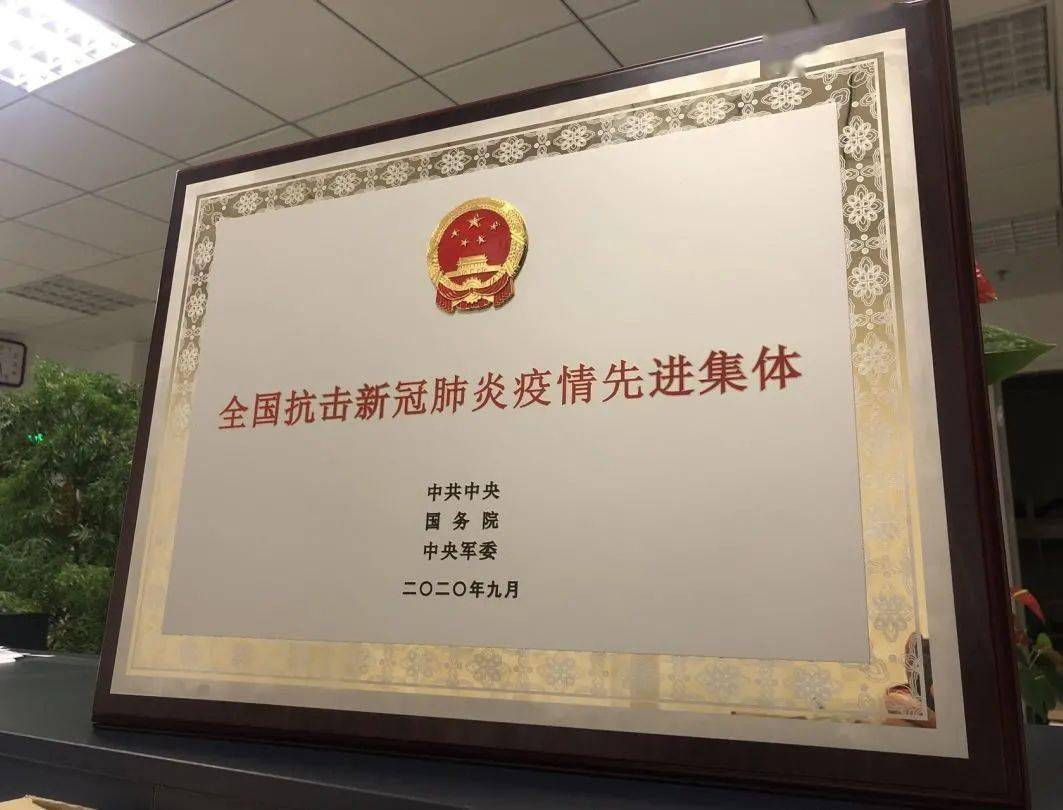 全国抗击新冠肺炎疫情先进集体
中共中央
国务院
中央军委
二〇二〇年九月